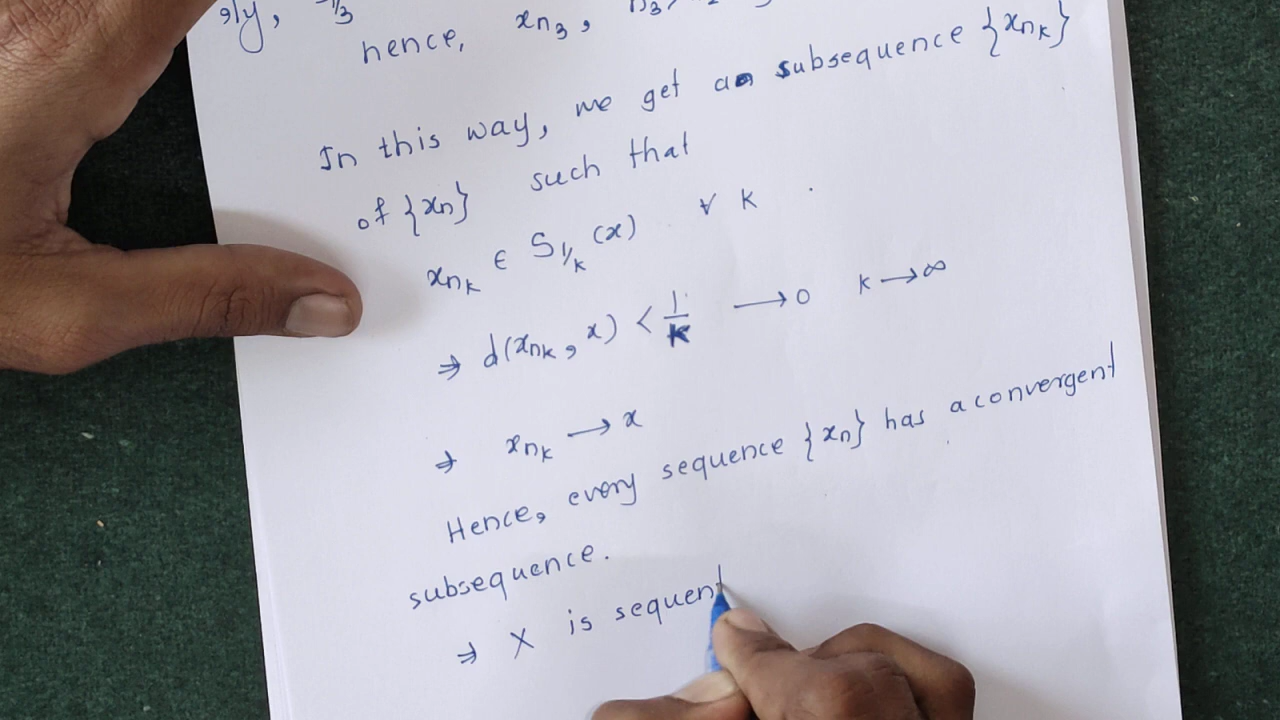 hence, xn₃,
In this way, we get a subsequence {xnₖ}
of {xn} such that
xnₖ ∈ S₁/ₖ(x) ∀ k .
⇒ d(xnₖ, x) < 1/k ⟶ 0 k ⟶ ∞
⇒ xnₖ ⟶ x
Hence, every sequence {xn} has a convergent
subsequence.
⇒ X is sequent